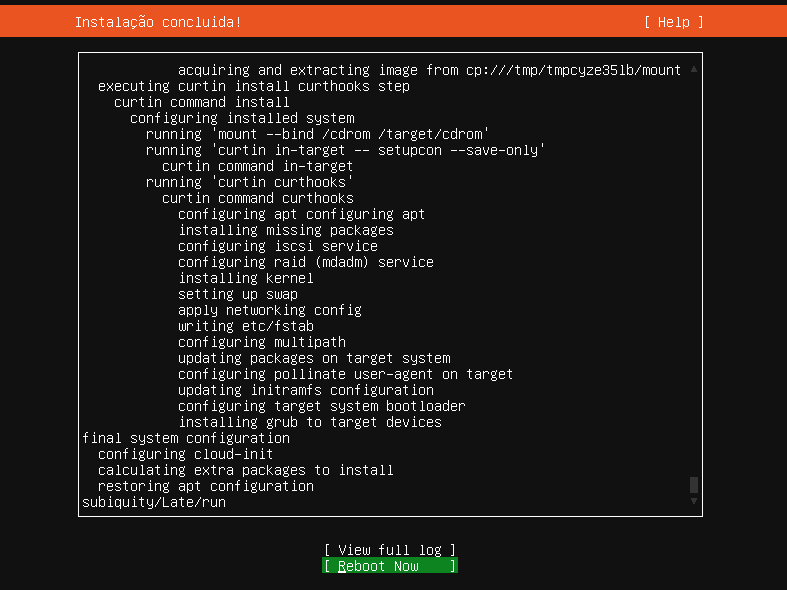 Instalação concluida!
[ Help ]
acquiring and extracting image from cp:///tmp/tmpcyze35lb/mount
executing curtin install curthooks step
curtin command install
configuring installed system
running 'mount --bind /cdrom /target/cdrom'
running 'curtin in-target -- setupcon --save-only'
curtin command in-target
running 'curtin curthooks'
curtin command curthooks
configuring apt configuring apt
installing missing packages
configuring iscsi service
configuring raid (mdadm) service
installing kernel
setting up swap
apply networking config
writing etc/fstab
configuring multipath
updating packages on target system
configuring pollinate user-agent on target
updating initramfs configuration
configuring target system bootloader
installing grub to target devices
final system configuration
configuring cloud-init
calculating extra packages to install
restoring apt configuration
subiquity/Late/run
[ View full log ]
[ Reboot Now ]